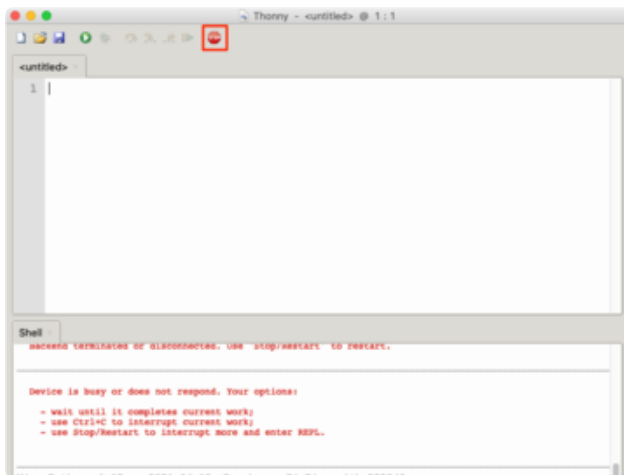 Thonny - <untitled> @ 1:1
<untitled>
1
Shell
Backend terminated or disconnected. Use 'Stop/Restart' to restart.
Device is busy or does not respond. Your options:
- wait until it completes current work;
- use Ctrl+C to interrupt current work;
- use Stop/Restart to interrupt more and enter REPL.